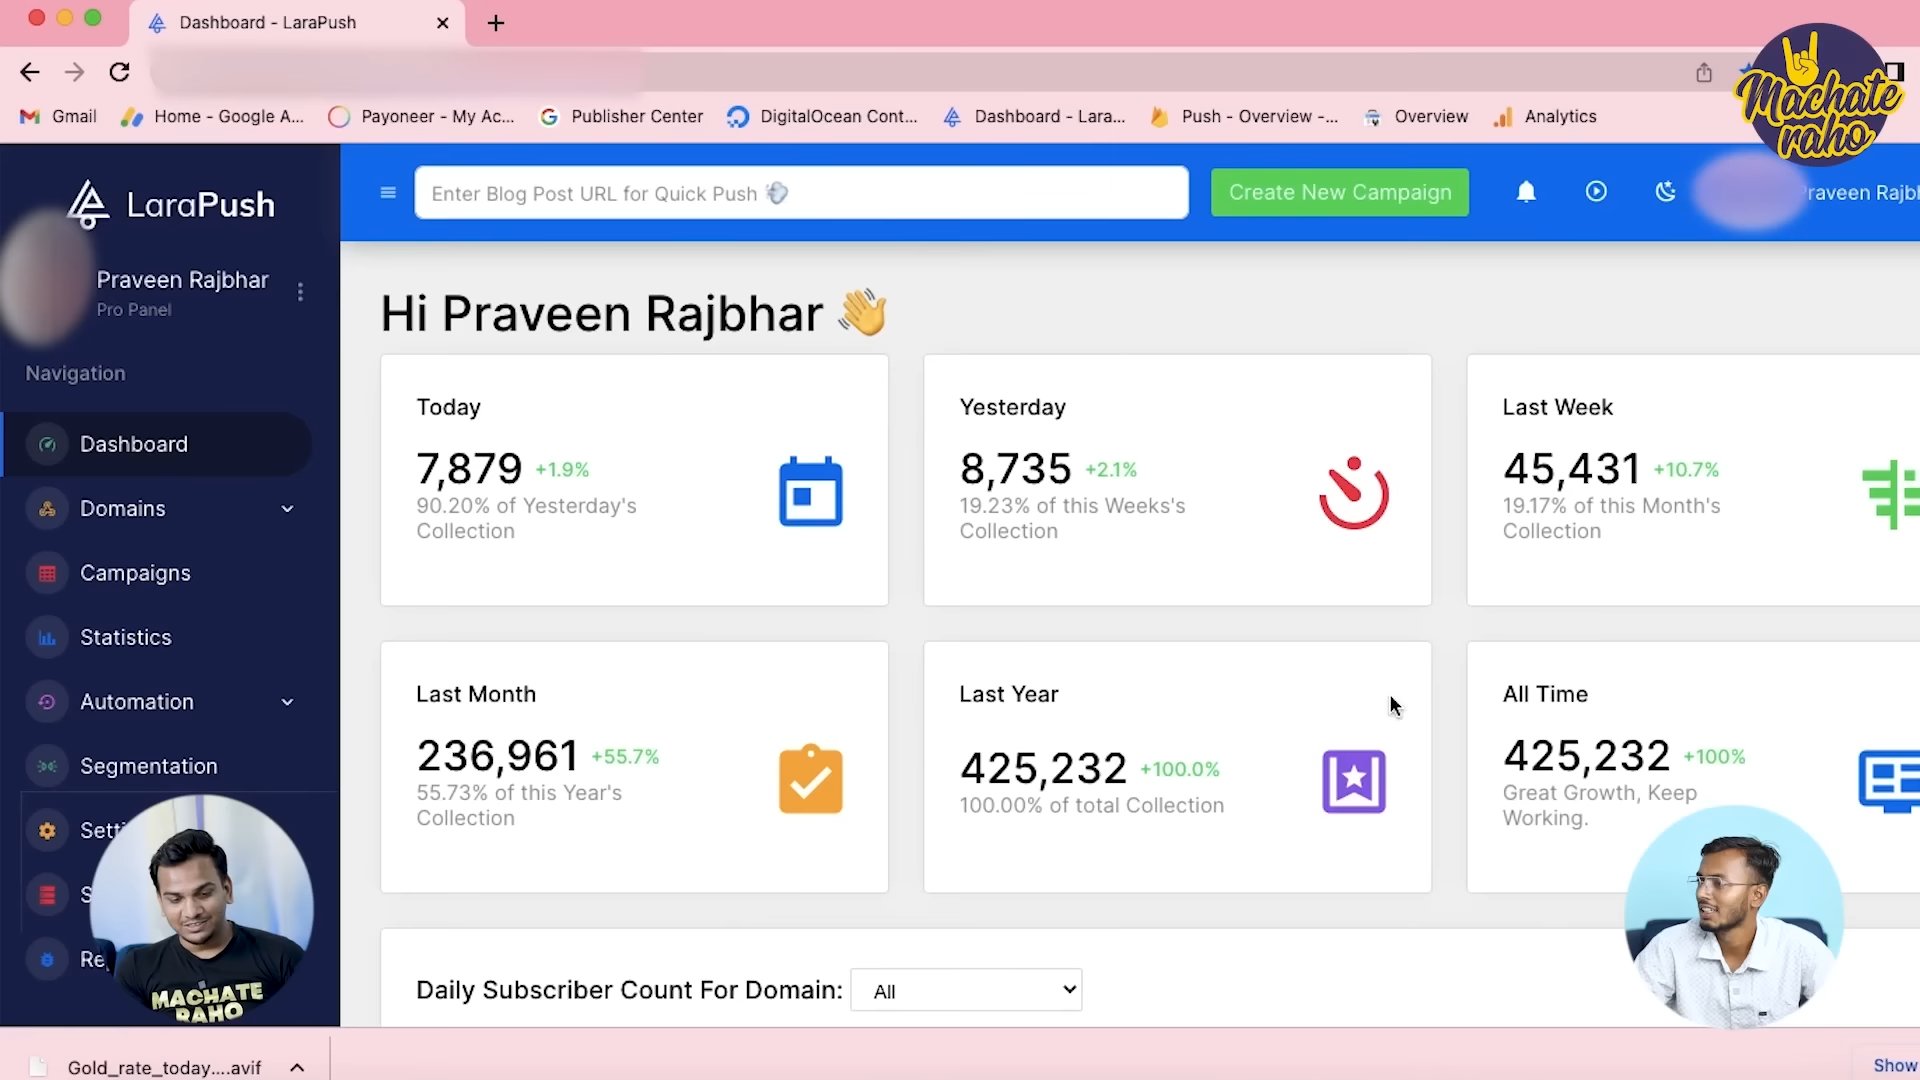 Dashboard - LaraPush
Gmail
Home - Google A...
Payoneer - My Ac...
Publisher Center
DigitalOcean Cont...
Dashboard - Lara...
Push - Overview -...
Overview
Analytics
Machate
raho
LaraPush
Enter Blog Post URL for Quick Push
Create New Campaign
raveen Rajbh
Praveen Rajbhar
Pro Panel
Navigation
Dashboard
Domains
Campaigns
Statistics
Automation
Segmentation
Setti
S
Re
Hi Praveen Rajbhar 👋
Today
7,879 +1.9%
90.20% of Yesterday's
Collection
Yesterday
8,735 +2.1%
19.23% of this Weeks's
Collection
Last Week
45,431 +10.7%
19.17% of this Month's
Collection
Last Month
236,961 +55.7%
55.73% of this Year's
Collection
Last Year
425,232 +100.0%
100.00% of total Collection
All Time
425,232 +100%
Great Growth, Keep
Working.
Daily Subscriber Count For Domain: All
MACHATE
RAHO
Gold_rate_today....avif
Show